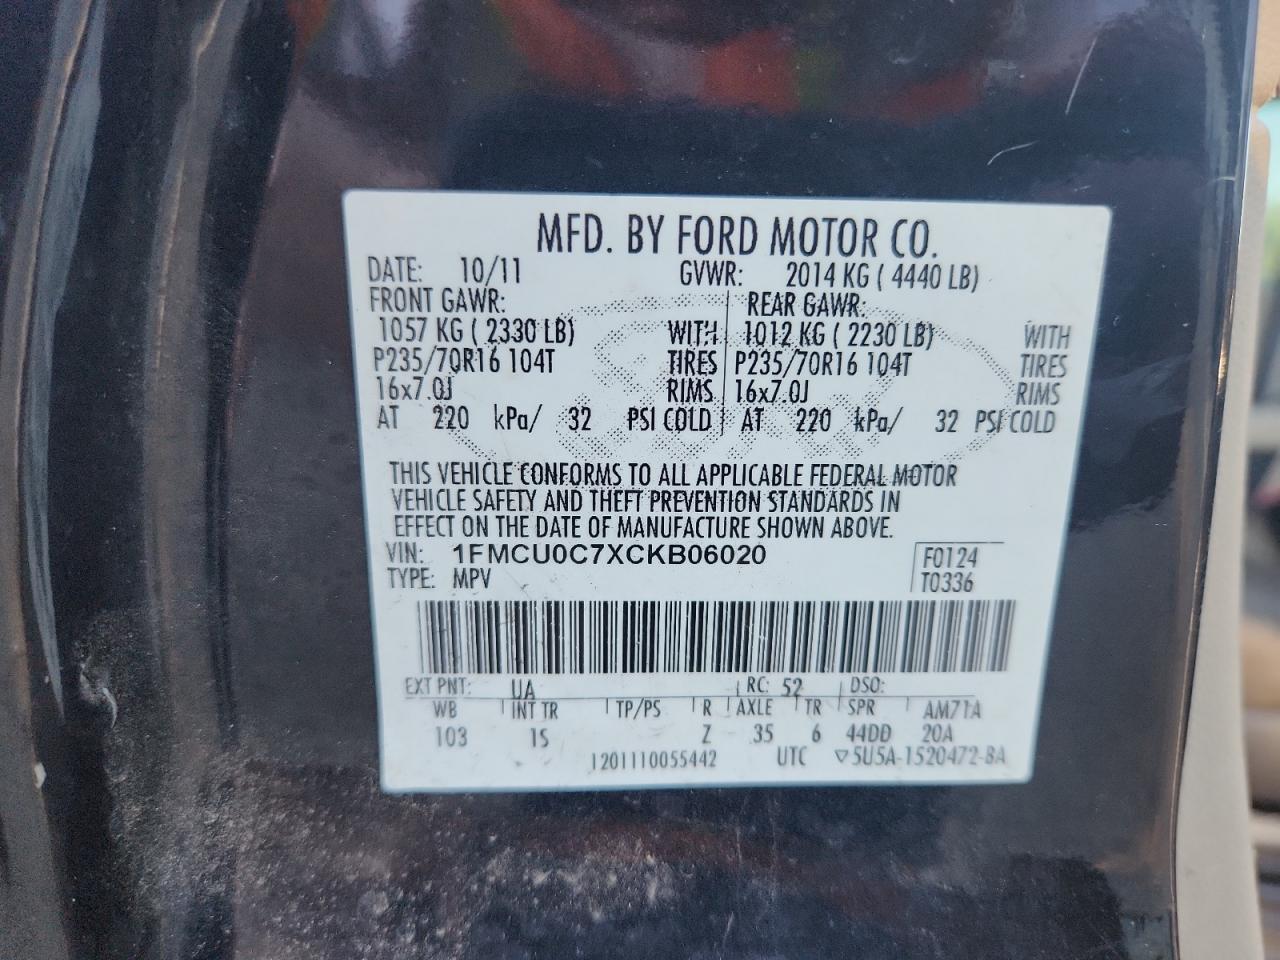 MFD. BY FORD MOTOR CO.
DATE: 10/11 GVWR: 2014 KG ( 4440 LB)
FRONT GAWR: REAR GAWR:
1057 KG ( 2330 LB) WITH 1012 KG ( 2230 LB) WITH
P235/70R16 104T TIRES P235/70R16 104T TIRES
16x7.0J RIMS 16x7.0J RIMS
AT 220 kPa/ 32 PSI COLD AT 220 kPa/ 32 PSI COLD
THIS VEHICLE CONFORMS TO ALL APPLICABLE FEDERAL MOTOR
VEHICLE SAFETY AND THEFT PREVENTION STANDARDS IN
EFFECT ON THE DATE OF MANUFACTURE SHOWN ABOVE.
VIN: 1FMCU0C7XCKB06020 F0124
TYPE: MPV T0336
EXT PNT: UA RC: 52 DSO:
WB INT TR TP/PS R AXLE TR SPR AM71A
103 1S Z 35 6 44DD 20A
1201110055442 UTC ▽5U5A-1520472-BA